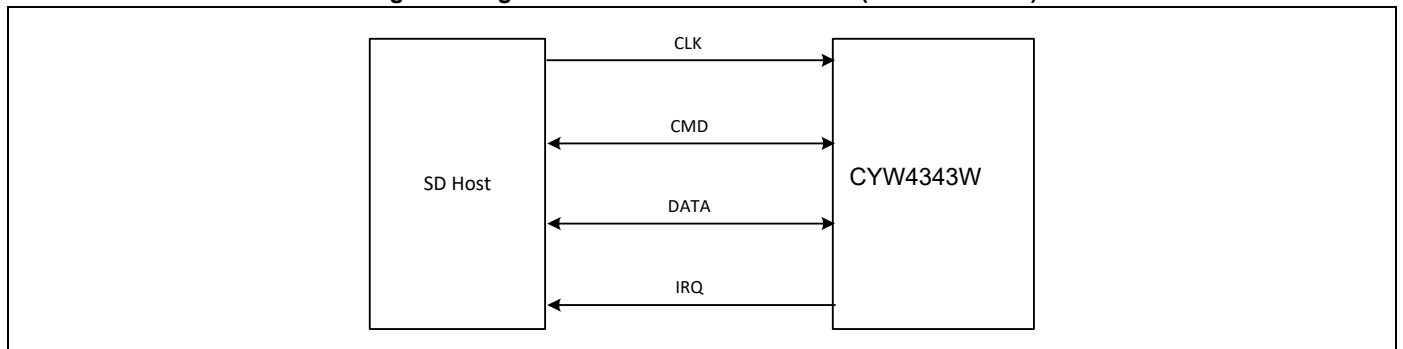 CLK
CMD
SD Host
CYW4343W
DATA
IRQ